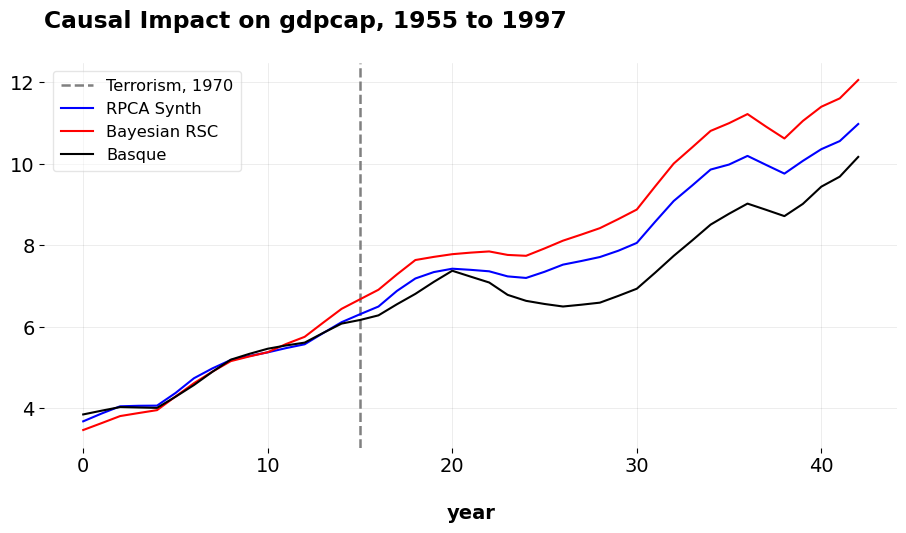 Causal Impact on gdpcap, 1955 to 1997
Terrorism, 1970
RPCA Synth
Bayesian RSC
Basque
12
10
8
6
4
0 10 20 30 40
year